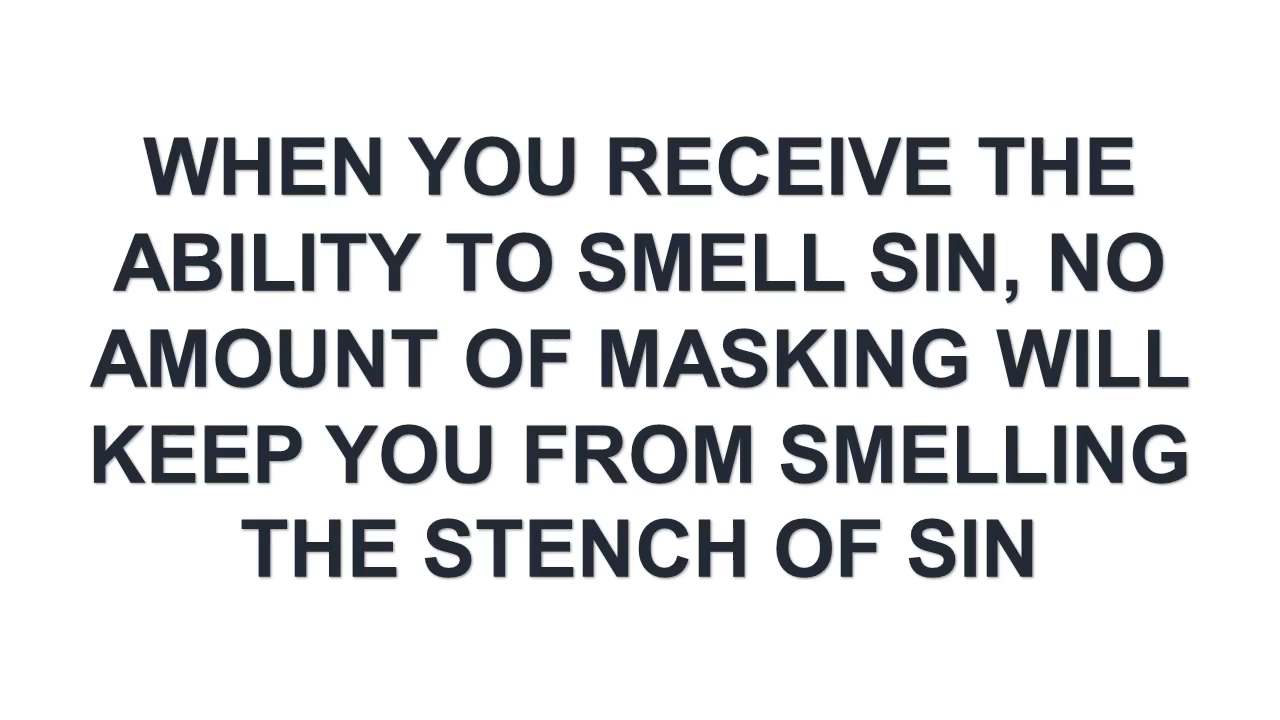 WHEN YOU RECEIVE THE
ABILITY TO SMELL SIN, NO
AMOUNT OF MASKING WILL
KEEP YOU FROM SMELLING
THE STENCH OF SIN